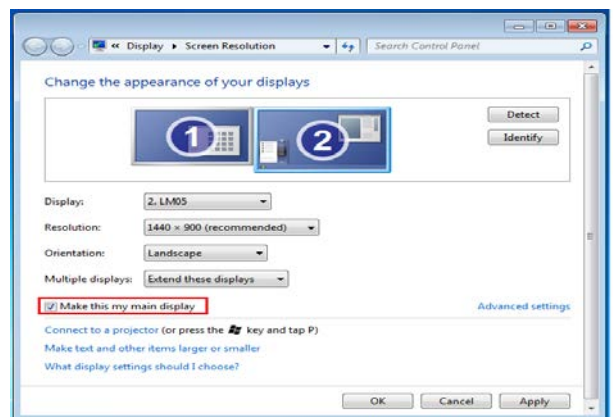 « Display ▸ Screen Resolution Search Control Panel
Change the appearance of your displays
1 2
Detect
Identify
Display: 2. LM05
Resolution: 1440 × 900 (recommended)
Orientation: Landscape
Multiple displays: Extend these displays
Make this my main display Advanced settings
Connect to a projector (or press the key and tap P)
Make text and other items larger or smaller
What display settings should I choose?
OK Cancel Apply